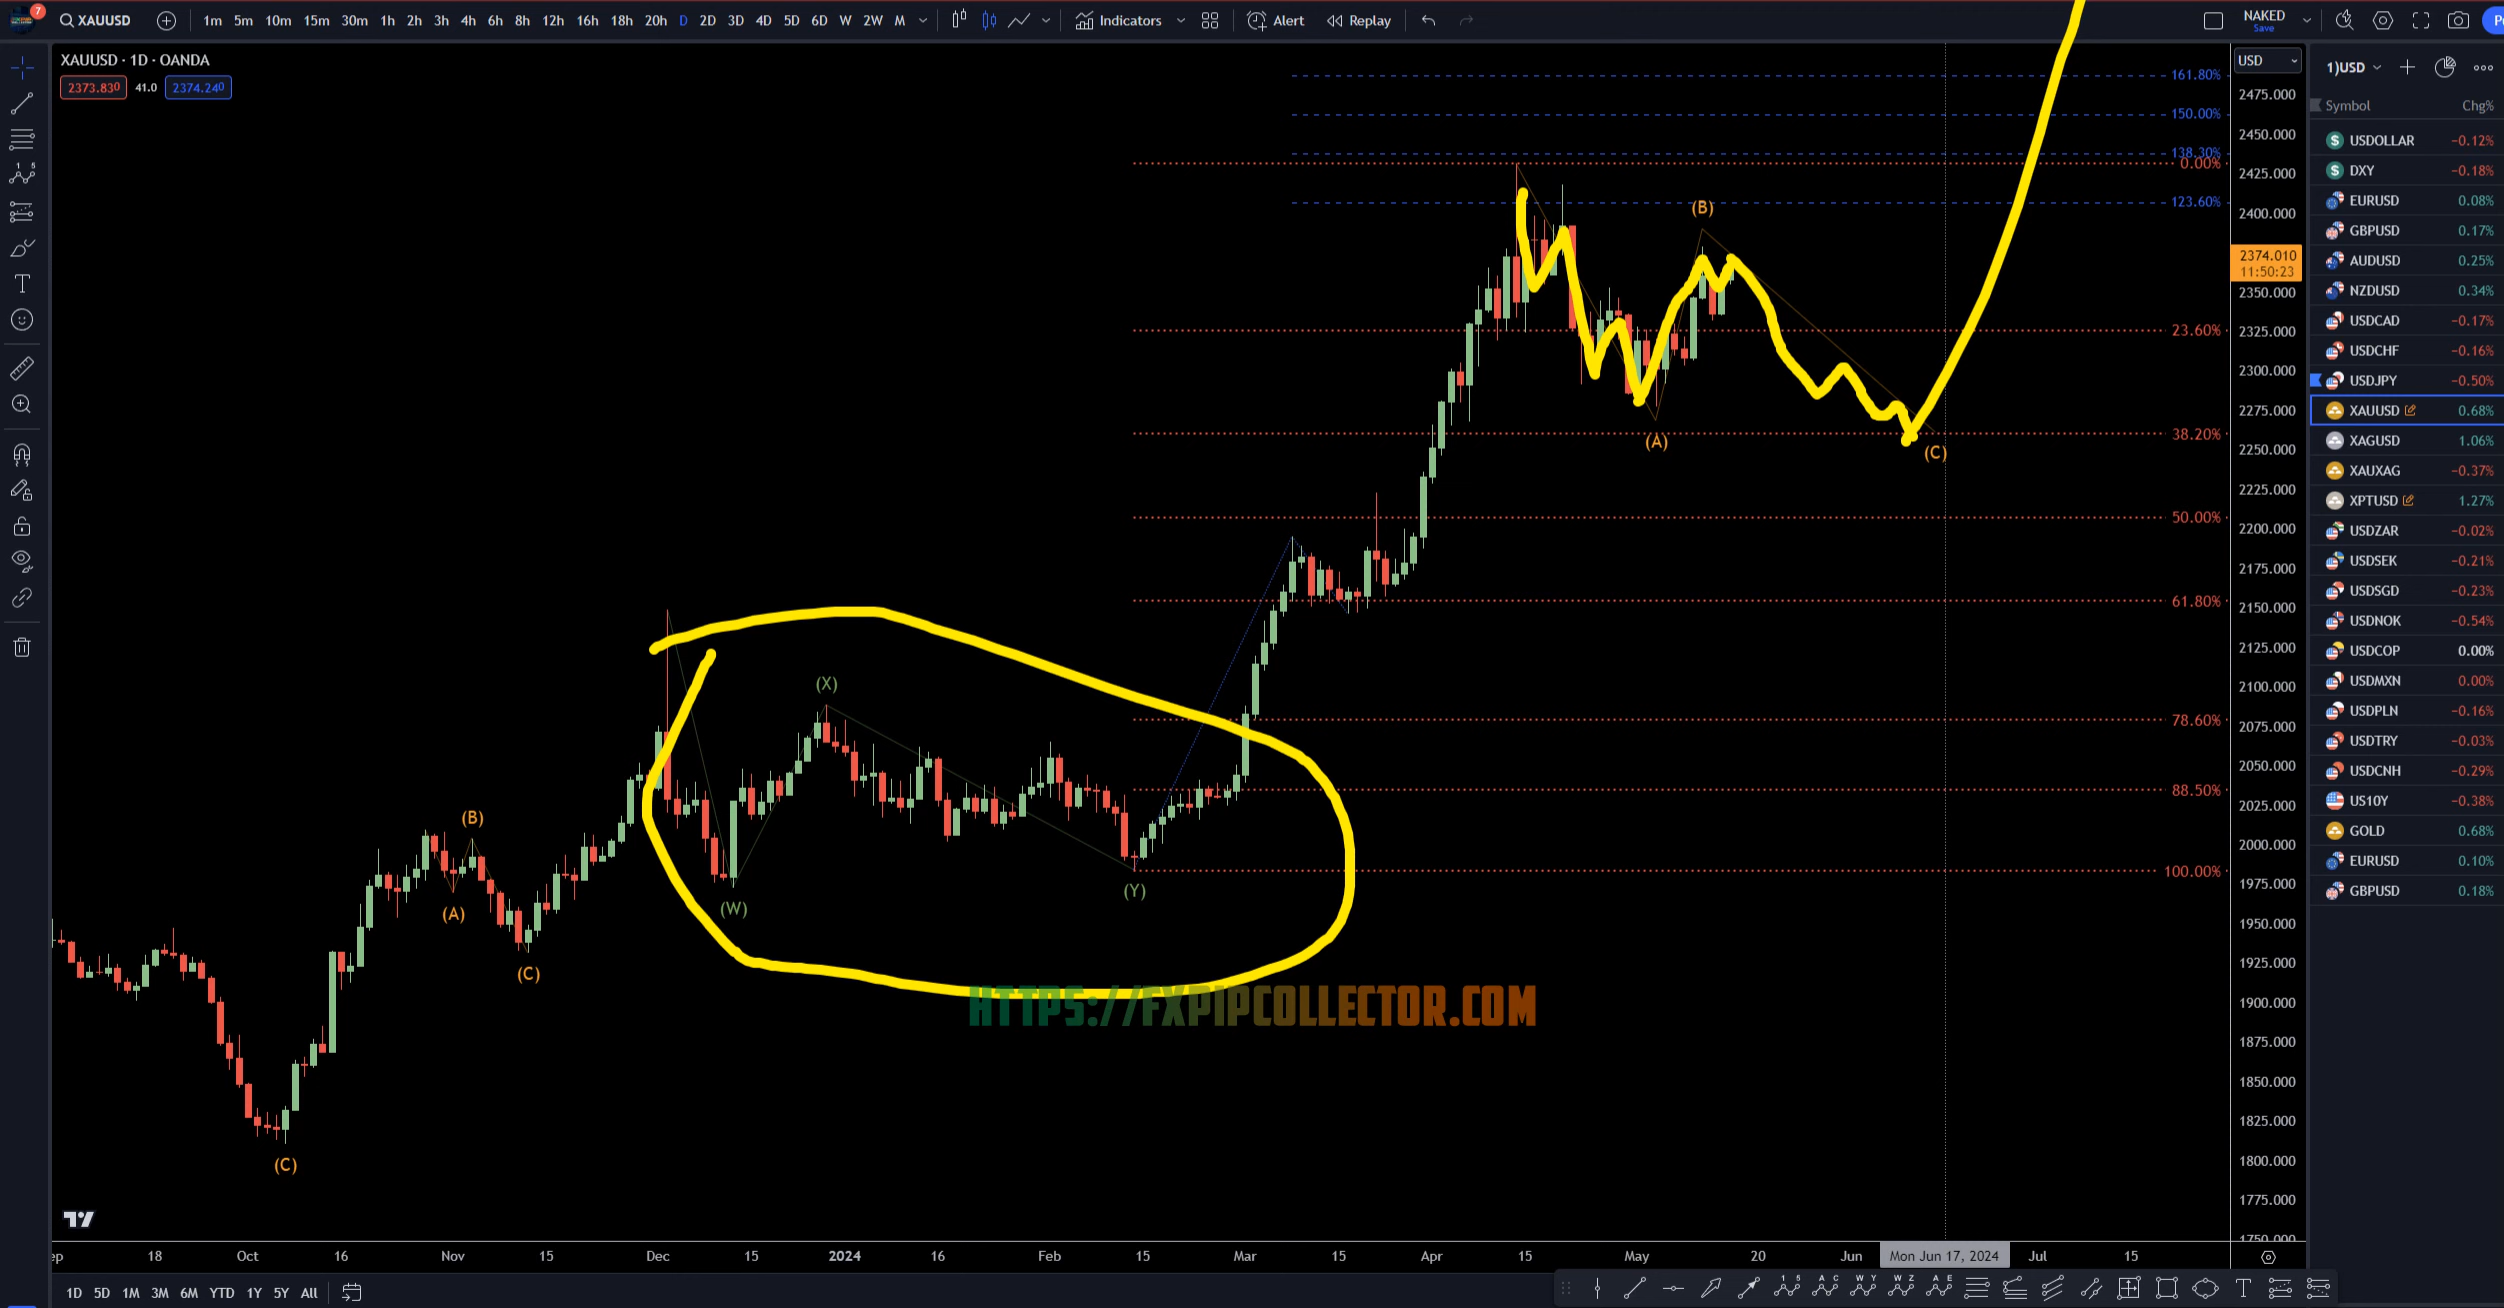 7
XAUUSD
1m 5m 10m 15m 30m 1h 2h 3h 4h 6h 8h 12h 16h 18h 20h D 2D 3D 4D 5D 6D W 2W M
Indicators
Alert
Replay
NAKED
Save
XAUUSD · 1D · OANDA
2373.830 41.0 2374.240
161.80%
150.00%
138.30%
0.00%
123.60%
23.60%
38.20%
50.00%
61.80%
78.60%
88.50%
100.00%
(B)
(A)
(C)
(X)
(W)
(Y)
(B)
(A)
(C)
(C)
HTTPS://FXPIPCOLLECTOR.COM
USD
2475.000
2450.000
2425.000
2400.000
2374.010
11:50:23
2350.000
2325.000
2300.000
2275.000
2250.000
2225.000
2200.000
2175.000
2150.000
2125.000
2100.000
2075.000
2050.000
2025.000
2000.000
1975.000
1950.000
1925.000
1900.000
1875.000
1850.000
1825.000
1800.000
1775.000
1750.000
1)USD
Symbol Chg%
USDOLLAR −0.12%
DXY −0.18%
EURUSD 0.08%
GBPUSD 0.17%
AUDUSD 0.25%
NZDUSD 0.34%
USDCAD −0.17%
USDCHF −0.16%
USDJPY −0.50%
XAUUSD 0.68%
XAGUSD 1.06%
XAUXAG −0.37%
XPTUSD 1.27%
USDZAR −0.02%
USDSEK −0.21%
USDSGD −0.23%
USDNOK −0.54%
USDCOP 0.00%
USDMXN 0.00%
USDPLN −0.16%
USDTRY −0.03%
USDCNH −0.29%
US10Y −0.38%
GOLD 0.68%
EURUSD 0.10%
GBPUSD 0.18%
ep 18 Oct 16 Nov 15 Dec 15 2024 16 Feb 15 Mar 15 Apr 15 May 20 Jun Mon Jun 17, 2024 Jul 15
1D 5D 1M 3M 6M YTD 1Y 5Y All